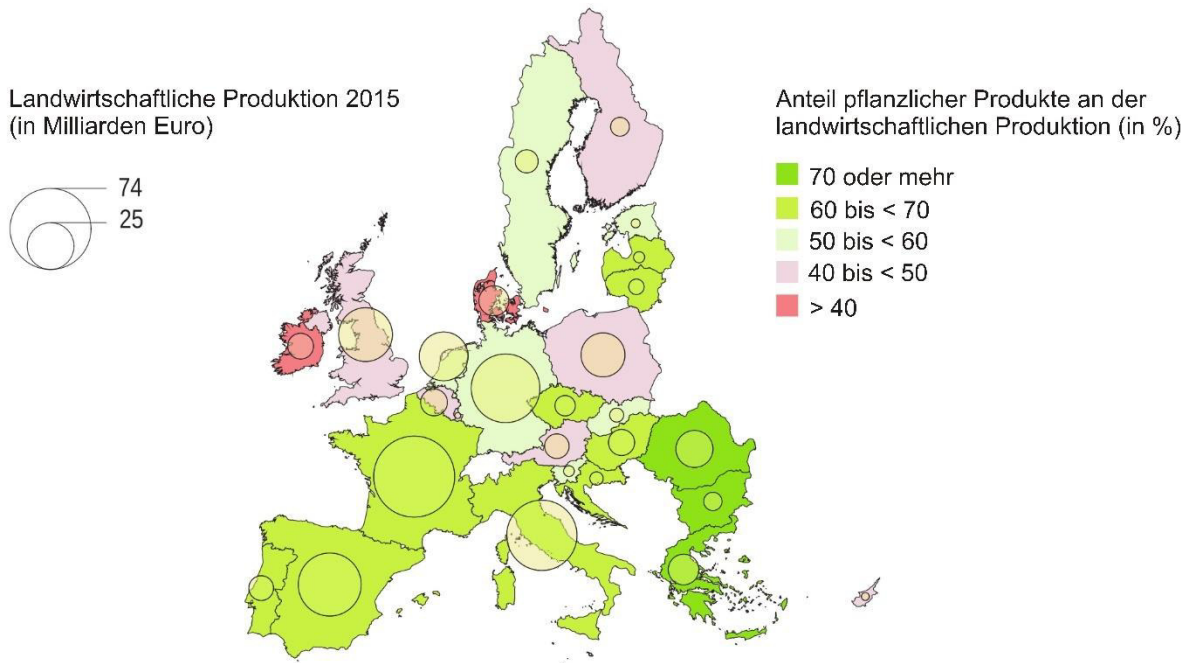 Landwirtschaftliche Produktion 2015
(in Milliarden Euro)
74
25
Anteil pflanzlicher Produkte an der
landwirtschaftlichen Produktion (in %)
70 oder mehr
60 bis < 70
50 bis < 60
40 bis < 50
> 40